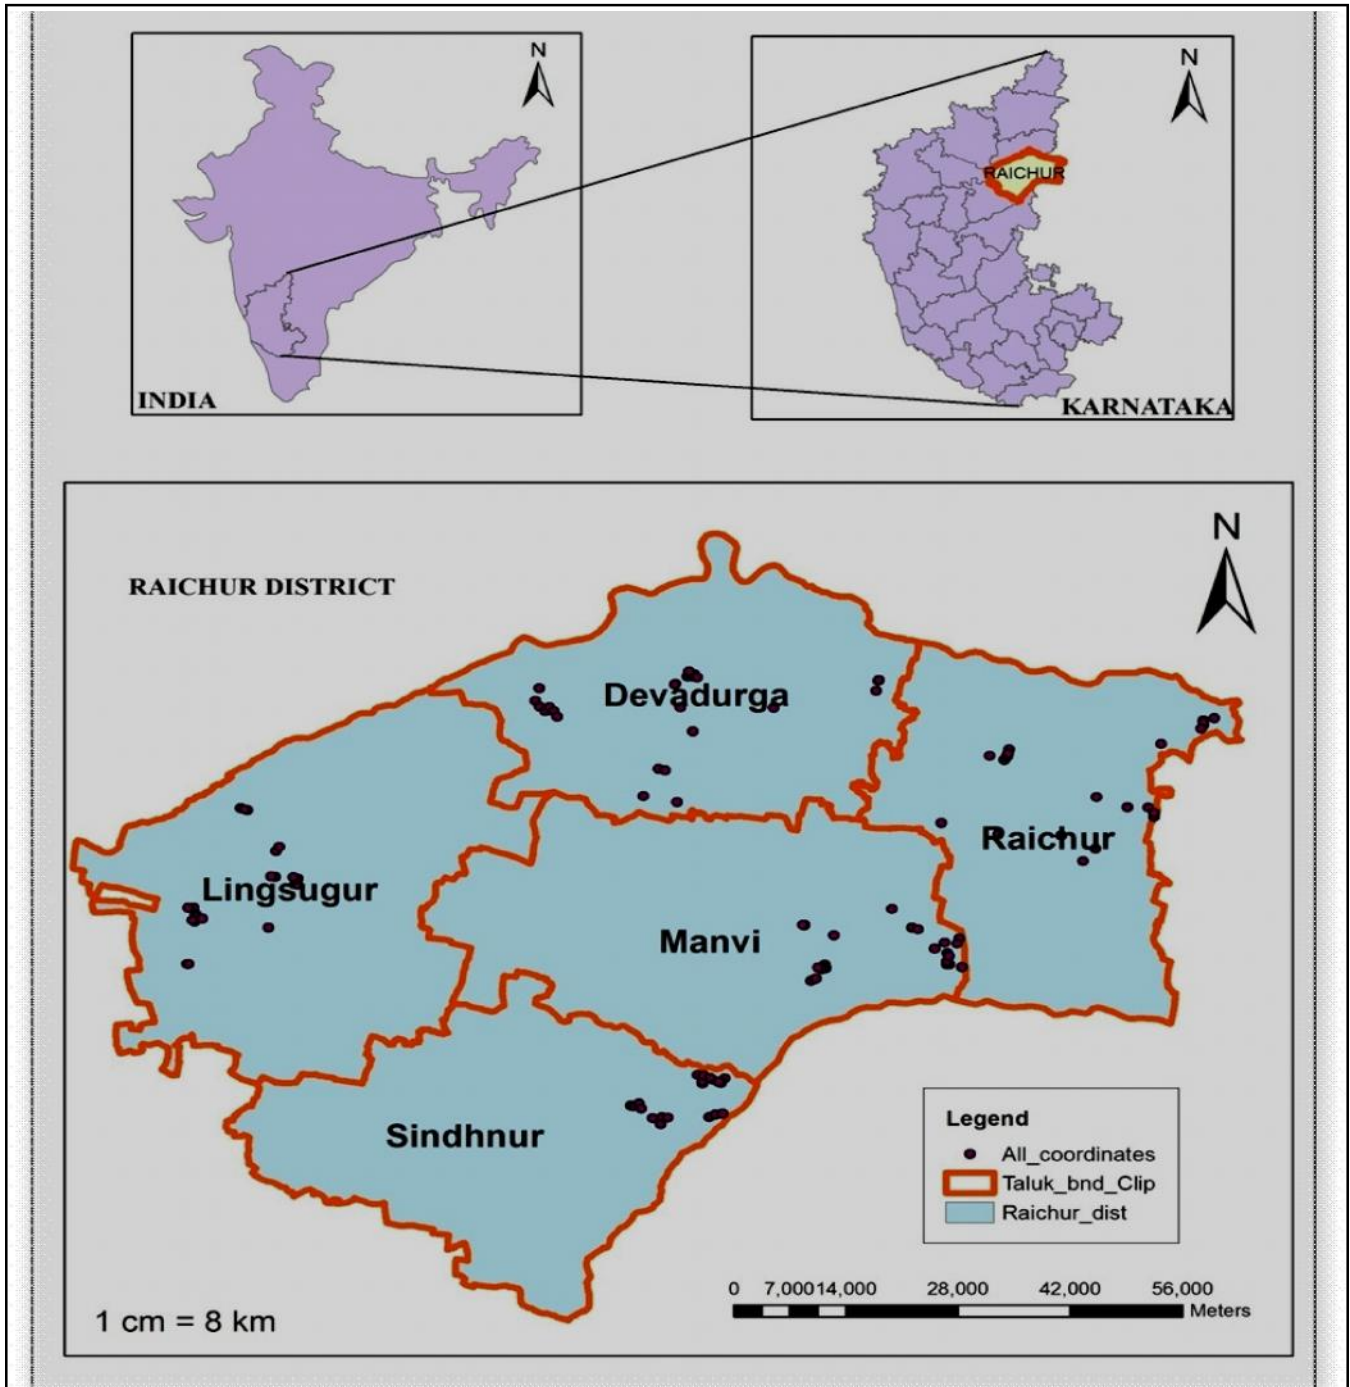 N
N
RAICHUR
INDIA
KARNATAKA
N
RAICHUR DISTRICT
Devadurga
Raichur
Lingsugur
Manvi
Sindhnur
Legend
All_coordinates
Taluk_bnd_Clip
Raichur_dist
0 7,000 14,000 28,000 42,000 56,000
Meters
1 cm = 8 km